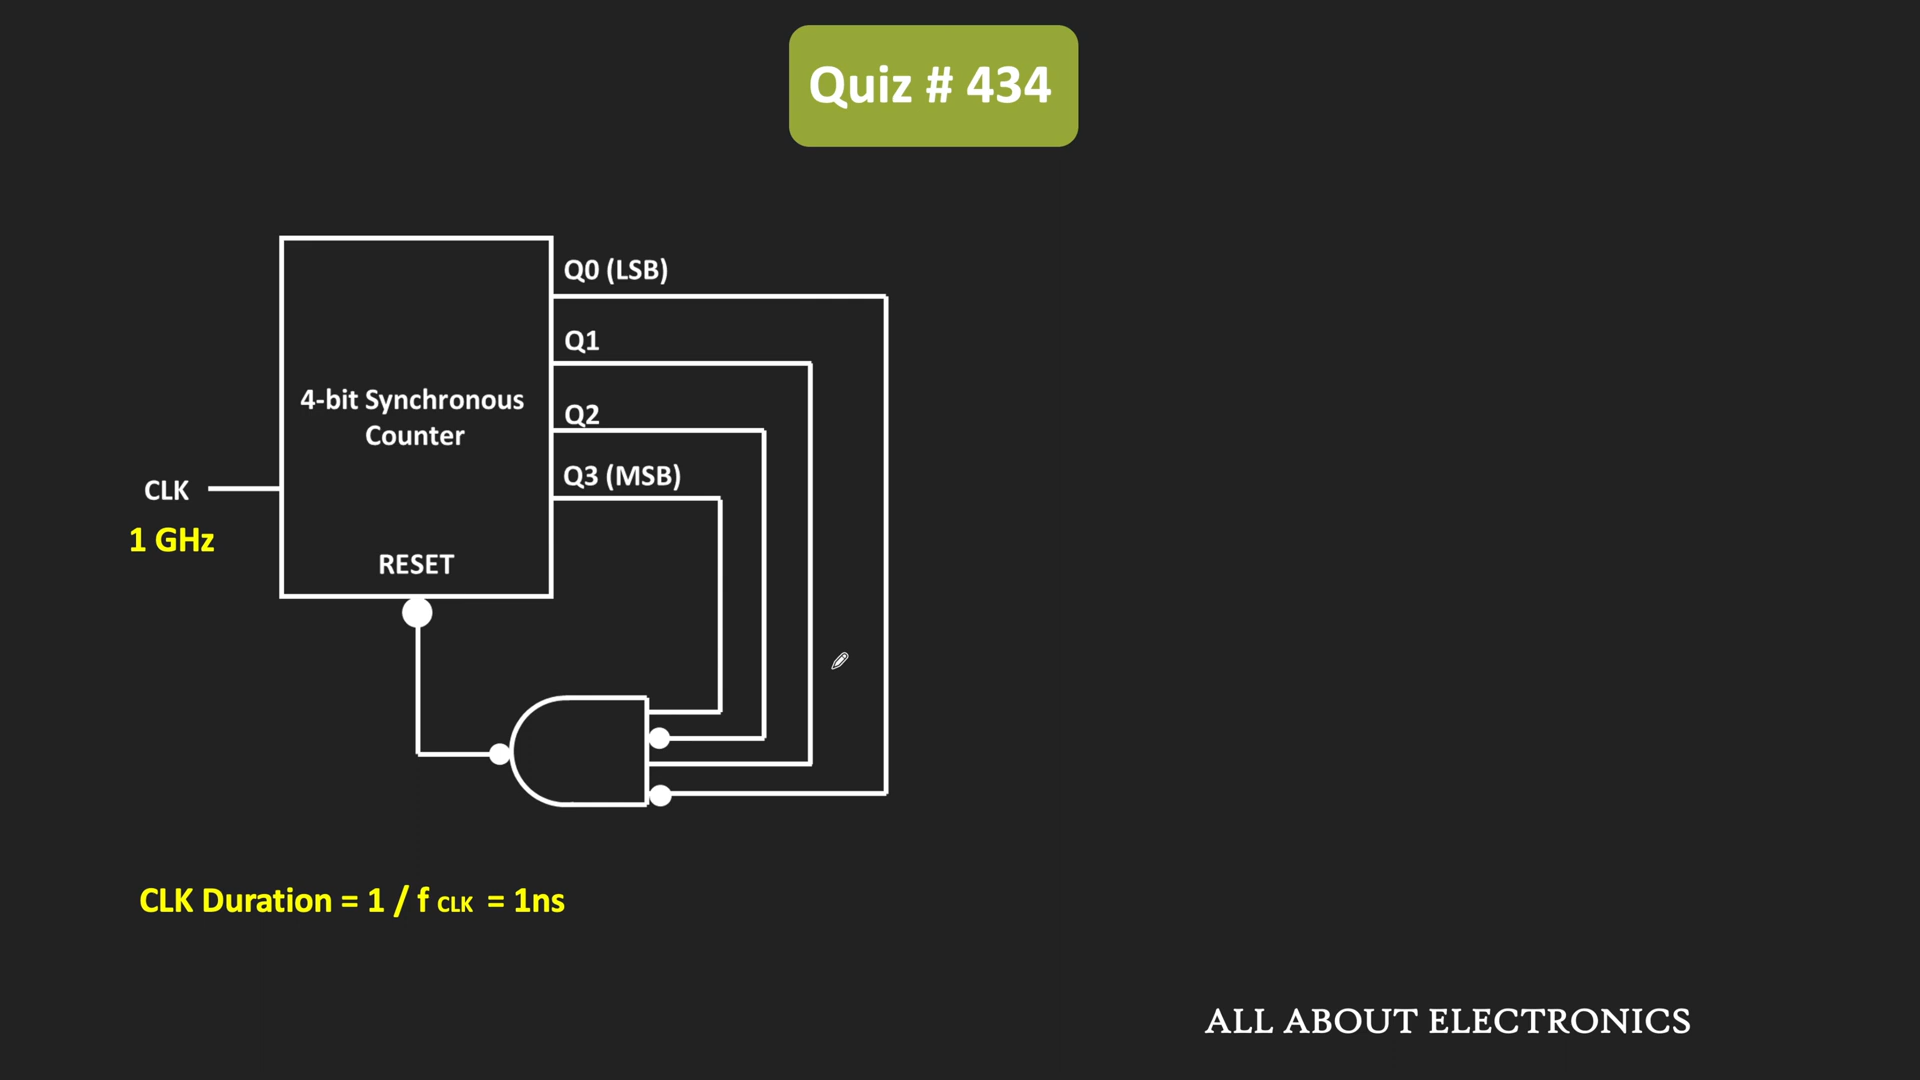 Quiz # 434
Q0 (LSB)
Q1
4-bit Synchronous
Counter
Q2
Q3 (MSB)
CLK
1 GHz
RESET
CLK Duration = 1 / f CLK = 1ns
ALL ABOUT ELECTRONICS